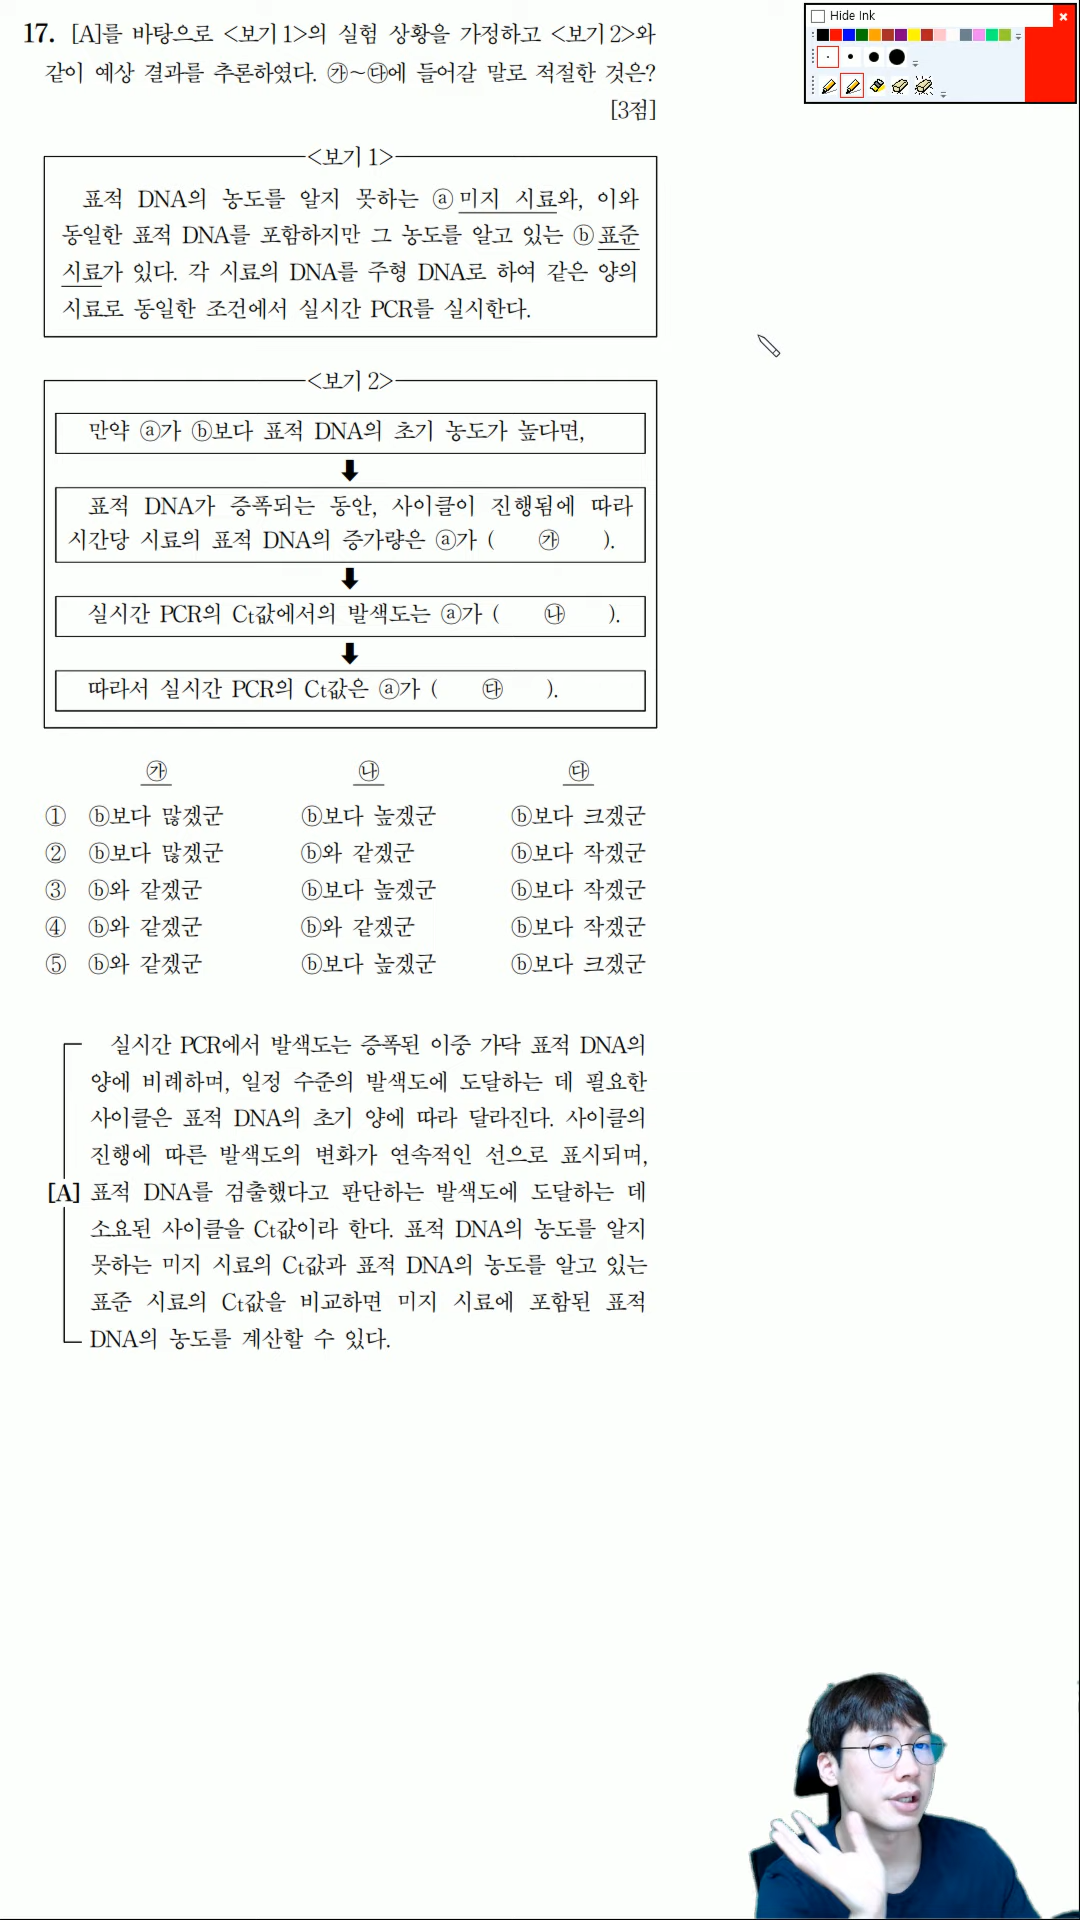 Hide Ink
17. [A]를 바탕으로 <보기 1>의 실험 상황을 가정하고 <보기 2>와
같이 예상 결과를 추론하였다. ㉮~㉰에 들어갈 말로 적절한 것은?
[3점]
<보기 1>
표적 DNA의 농도를 알지 못하는 ⓐ미지 시료와, 이와
동일한 표적 DNA를 포함하지만 그 농도를 알고 있는 ⓑ표준
시료가 있다. 각 시료의 DNA를 주형 DNA로 하여 같은 양의
시료로 동일한 조건에서 실시간 PCR를 실시한다.
<보기 2>
만약 ⓐ가 ⓑ보다 표적 DNA의 초기 농도가 높다면,
표적 DNA가 증폭되는 동안, 사이클이 진행됨에 따라
시간당 시료의 표적 DNA의 증가량은 ⓐ가 ( ㉮ ).
실시간 PCR의 Ct값에서의 발색도는 ⓐ가 ( ㉯ ).
따라서 실시간 PCR의 Ct값은 ⓐ가 ( ㉰ ).
㉮ ㉯ ㉰
① ⓑ보다 많겠군 ⓑ보다 높겠군 ⓑ보다 크겠군
② ⓑ보다 많겠군 ⓑ와 같겠군 ⓑ보다 작겠군
③ ⓑ와 같겠군 ⓑ보다 높겠군 ⓑ보다 작겠군
④ ⓑ와 같겠군 ⓑ와 같겠군 ⓑ보다 작겠군
⑤ ⓑ와 같겠군 ⓑ보다 높겠군 ⓑ보다 크겠군
실시간 PCR에서 발색도는 증폭된 이중 가닥 표적 DNA의
양에 비례하며, 일정 수준의 발색도에 도달하는 데 필요한
사이클은 표적 DNA의 초기 양에 따라 달라진다. 사이클의
진행에 따른 발색도의 변화가 연속적인 선으로 표시되며,
[A] 표적 DNA를 검출했다고 판단하는 발색도에 도달하는 데
소요된 사이클을 Ct값이라 한다. 표적 DNA의 농도를 알지
못하는 미지 시료의 Ct값과 표적 DNA의 농도를 알고 있는
표준 시료의 Ct값을 비교하면 미지 시료에 포함된 표적
DNA의 농도를 계산할 수 있다.